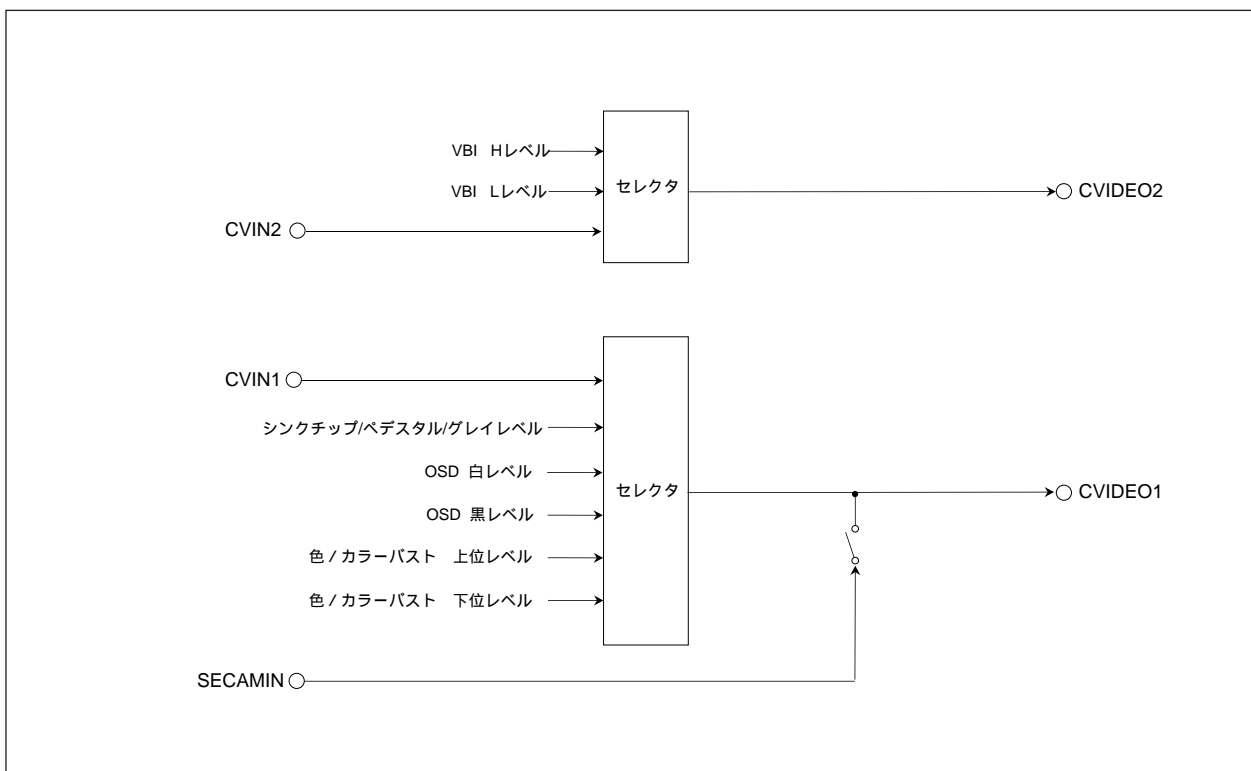 VBI Hレベル
VBI Lレベル
セレクタ
CVIDEO2
CVIN2
CVIN1
シンクチップ/ペデスタル/グレイレベル
OSD 白レベル
セレクタ
CVIDEO1
OSD 黒レベル
色/カラーバスト 上位レベル
色/カラーバスト 下位レベル
SECAMIN